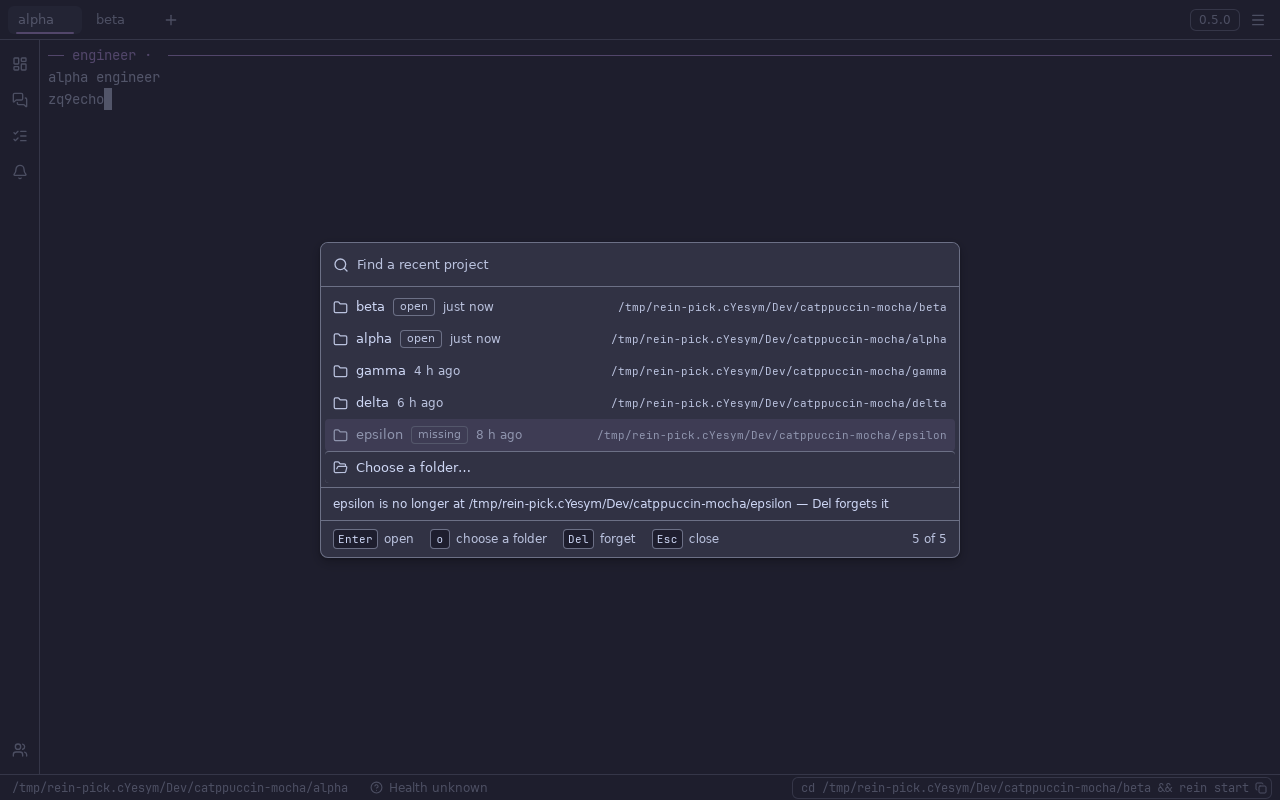 alpha beta 0.5.0
engineer ·
alpha engineer
zq9echo
Find a recent project
beta open just now /tmp/rein-pick.cYesym/Dev/catppuccin-mocha/beta
alpha open just now /tmp/rein-pick.cYesym/Dev/catppuccin-mocha/alpha
gamma 4 h ago /tmp/rein-pick.cYesym/Dev/catppuccin-mocha/gamma
delta 6 h ago /tmp/rein-pick.cYesym/Dev/catppuccin-mocha/delta
epsilon missing 8 h ago /tmp/rein-pick.cYesym/Dev/catppuccin-mocha/epsilon
Choose a folder…
epsilon is no longer at /tmp/rein-pick.cYesym/Dev/catppuccin-mocha/epsilon — Del forgets it
Enter open o choose a folder Del forget Esc close 5 of 5
/tmp/rein-pick.cYesym/Dev/catppuccin-mocha/alpha Health unknown cd /tmp/rein-pick.cYesym/Dev/catppuccin-mocha/beta && rein start